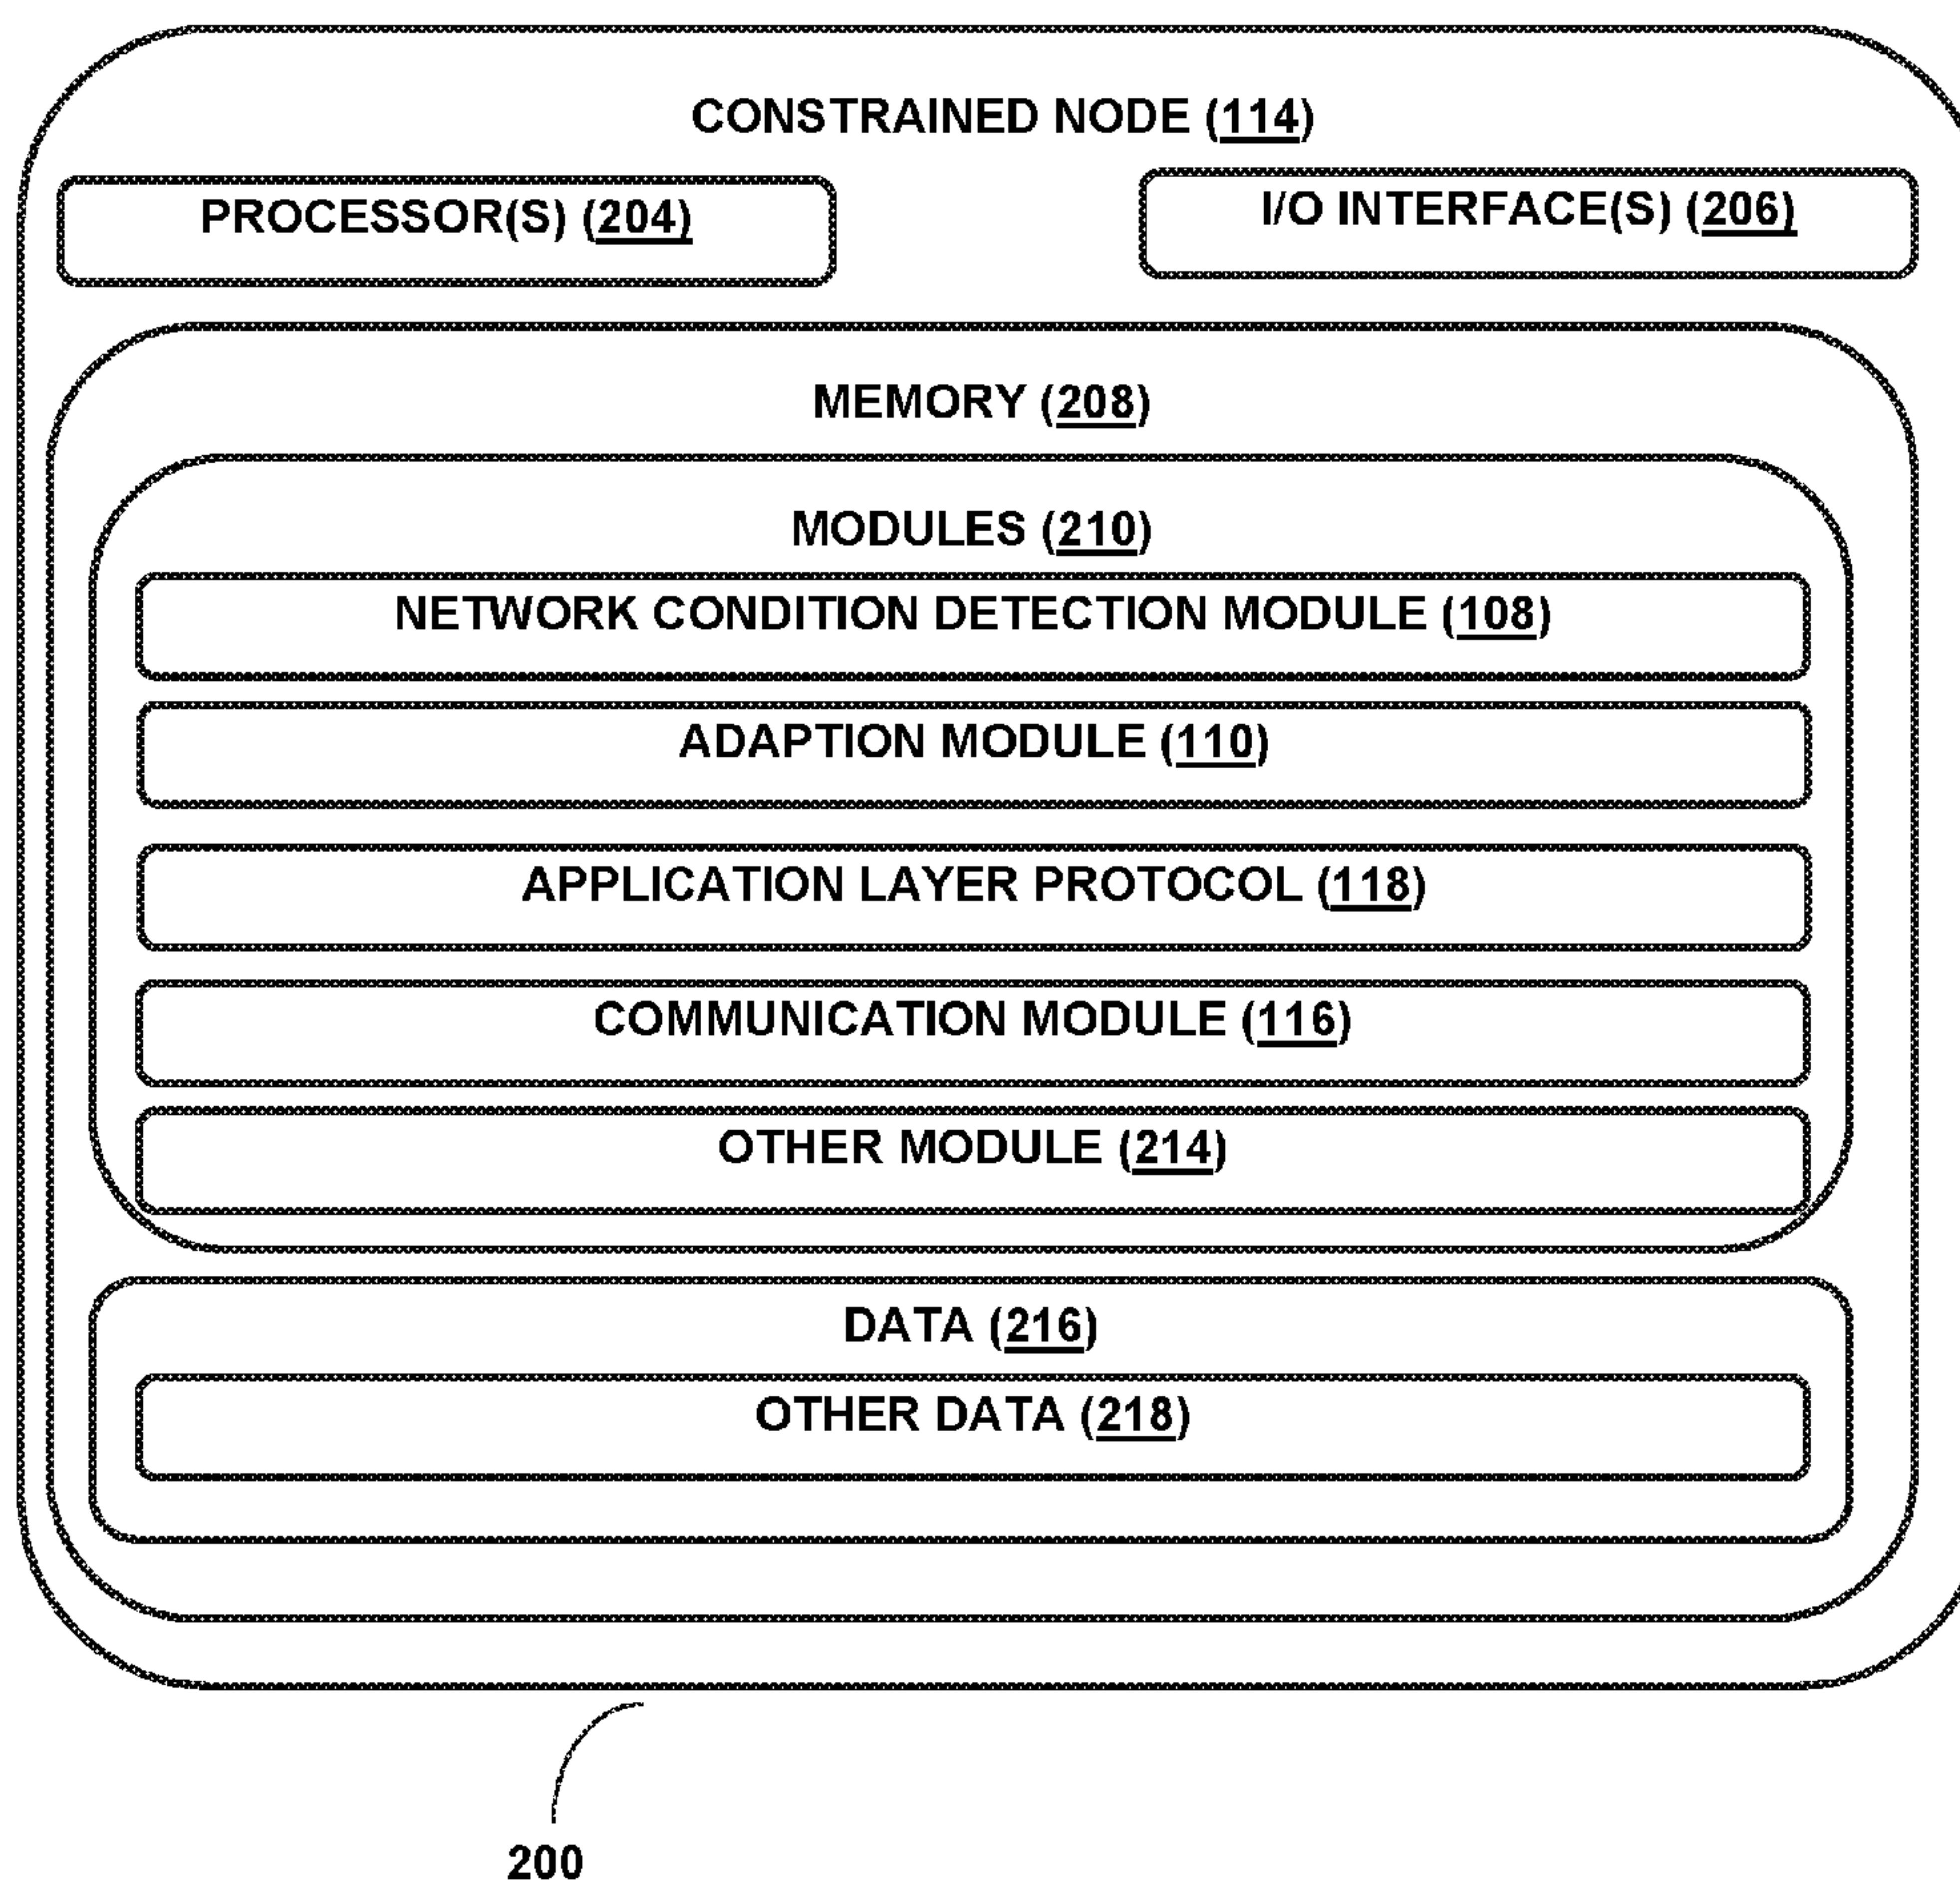 CONSTRAINED NODE (114)
PROCESSOR(S) (204)
I/O INTERFACE(S) (206)
MEMORY (208)
MODULES (210)
NETWORK CONDITION DETECTION MODULE (108)
ADAPTION MODULE (110)
APPLICATION LAYER PROTOCOL (118)
COMMUNICATION MODULE (116)
OTHER MODULE (214)
DATA (216)
OTHER DATA (218)
200